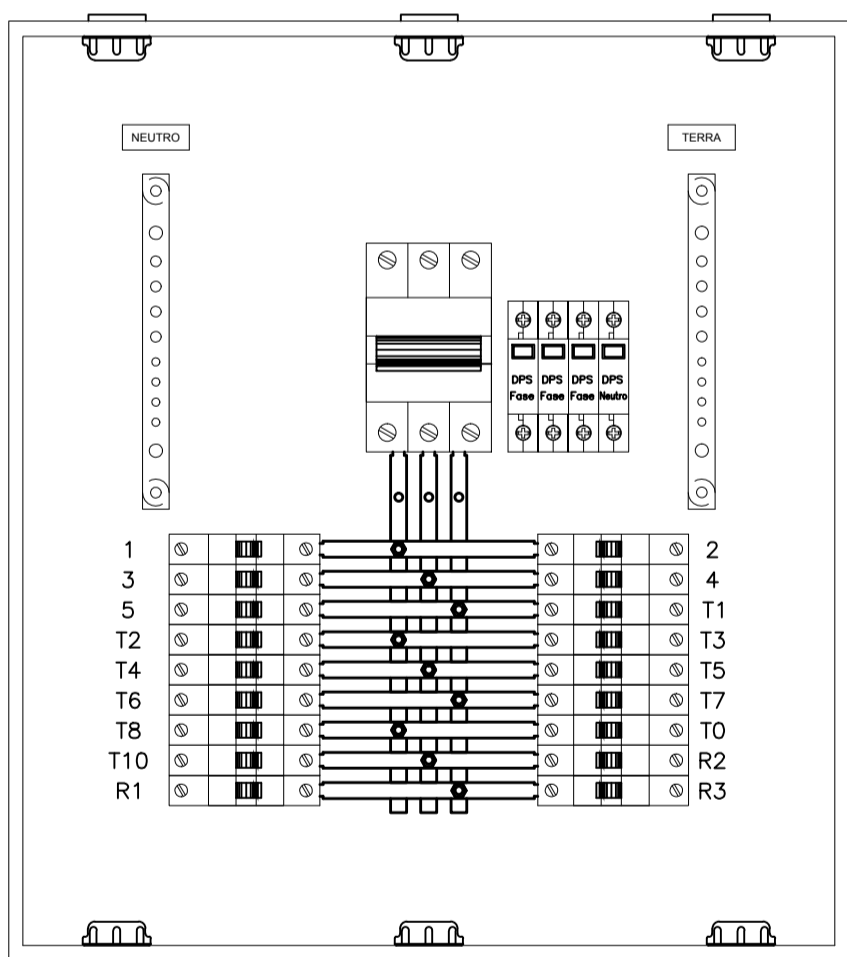 NEUTRO
TERRA
DPS DPS DPS DPS
Fase Fase Fase Neutro
1 2
3 4
5 T1
T2 T3
T4 T5
T6 T7
T8 T0
T10 R2
R1 R3